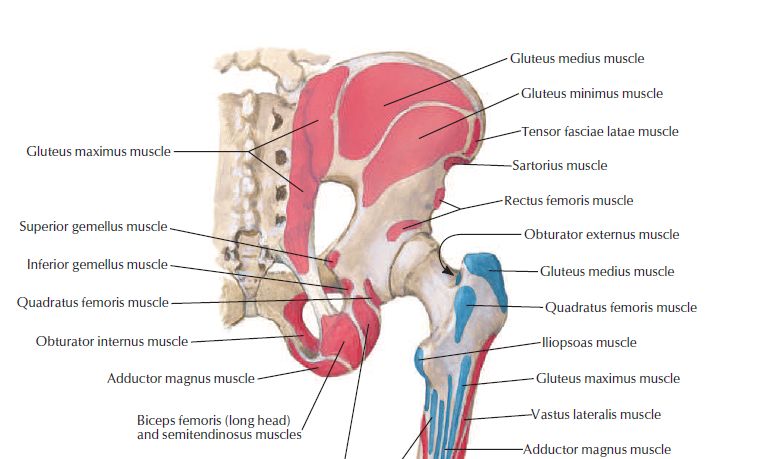 Gluteus medius muscle
Gluteus minimus muscle
Tensor fasciae latae muscle
Gluteus maximus muscle
Sartorius muscle
Rectus femoris muscle
Superior gemellus muscle
Obturator externus muscle
Inferior gemellus muscle
Gluteus medius muscle
Quadratus femoris muscle
Quadratus femoris muscle
Obturator internus muscle
Iliopsoas muscle
Adductor magnus muscle
Gluteus maximus muscle
Biceps femoris (long head)
and semitendinosus muscles
Vastus lateralis muscle
Adductor magnus muscle